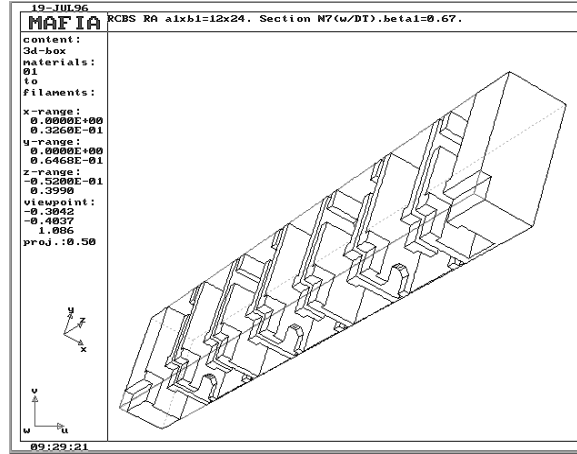 19-JUL96
MAFIA
RCBS RA a1xb1=12x24. Section N7(w/DT).beta1=0.67.
content:
3d-box
materials:
01
to
filaments:
x-range:
0.0000E+00
0.3260E-01
y-range:
0.0000E+00
0.6468E-01
z-range:
-0.5200E-01
0.3990
viewpoint:
-0.3042
-0.4037
1.086
proj.:0.50
y
z
x
v
w
u
09:29:21